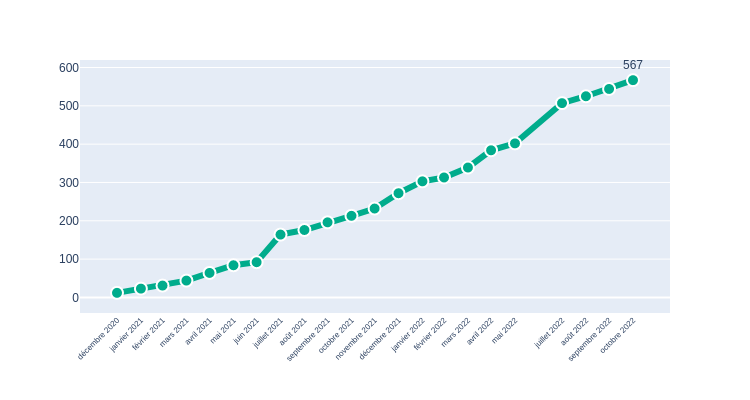 567
600
500
400
300
200
100
0
décembre 2020
janvier 2021
février 2021
mars 2021
avril 2021
mai 2021
juin 2021
juillet 2021
août 2021
septembre 2021
octobre 2021
novembre 2021
décembre 2021
janvier 2022
février 2022
mars 2022
avril 2022
mai 2022
juillet 2022
août 2022
septembre 2022
octobre 2022